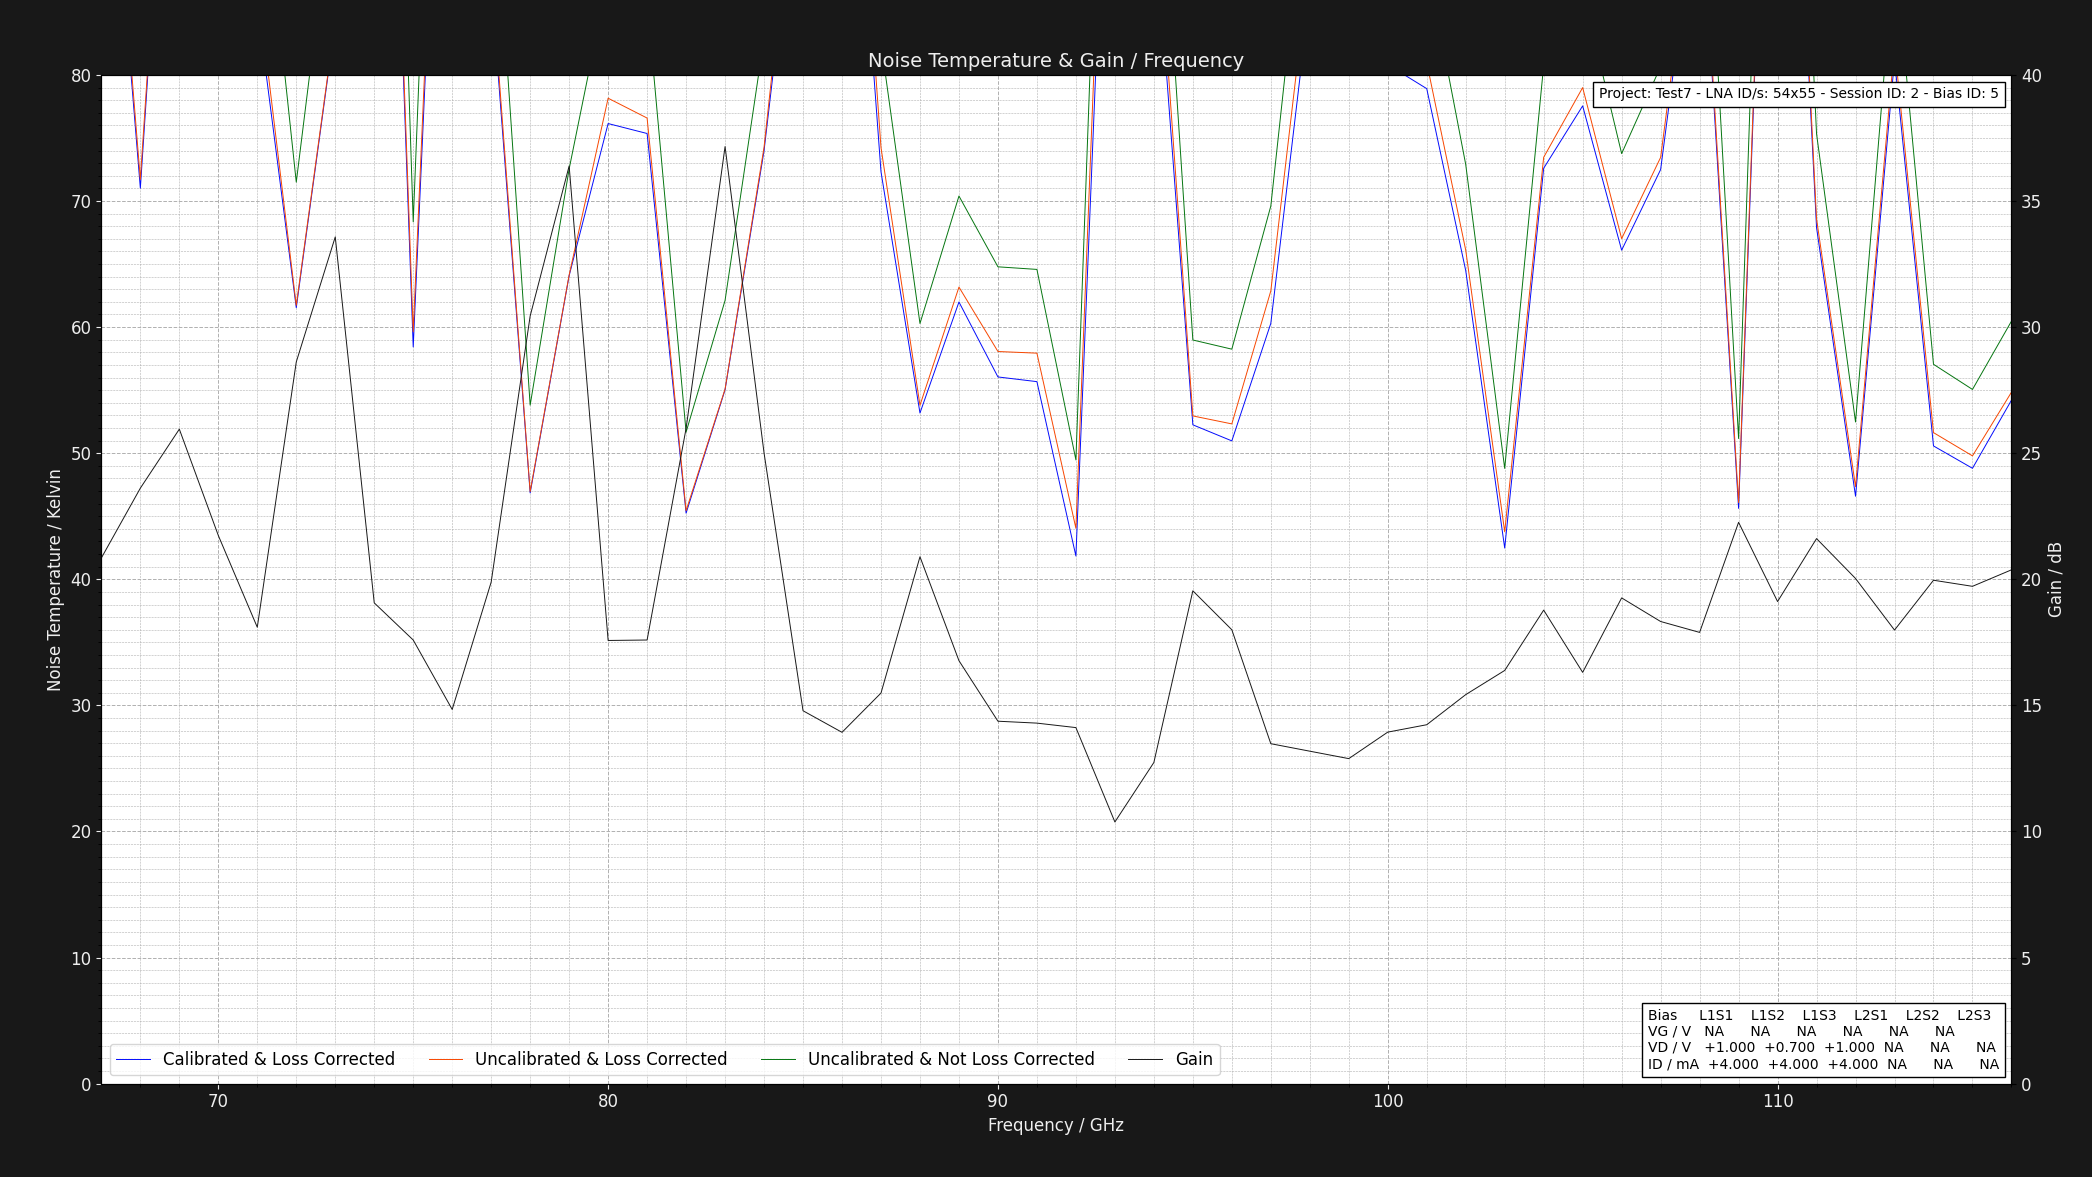 Noise Temperature & Gain / Frequency
80
70
60
50
40
30
20
10
0
Noise Temperature / Kelvin
40
35
30
25
20
15
10
5
0
Gain / dB
Project: Test7 - LNA ID/s: 54x55 - Session ID: 2 - Bias ID: 5
Bias L1S1 L1S2 L1S3 L2S1 L2S2 L2S3
VG / V NA NA NA NA NA NA
VD / V +1.000 +0.700 +1.000 NA NA NA
ID / mA +4.000 +4.000 +4.000 NA NA NA
Calibrated & Loss Corrected Uncalibrated & Loss Corrected Uncalibrated & Not Loss Corrected Gain
70 80 90 100 110
Frequency / GHz